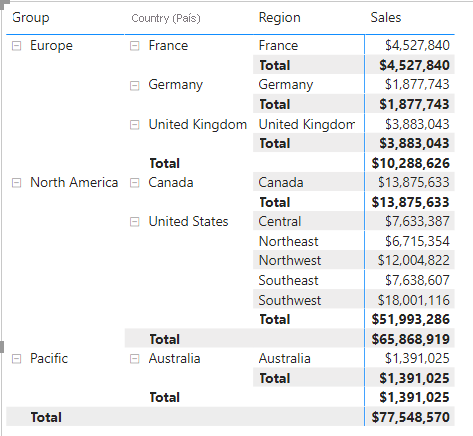 Group Country (País) Region Sales
Europe France France $4,527,840
Total $4,527,840
Germany Germany $1,877,743
Total $1,877,743
United Kingdom United Kingdom $3,883,043
Total $3,883,043
Total $10,288,626
North America Canada Canada $13,875,633
Total $13,875,633
United States Central $7,633,387
Northeast $6,715,354
Northwest $12,004,822
Southeast $7,638,607
Southwest $18,001,116
Total $51,993,286
Total $65,868,919
Pacific Australia Australia $1,391,025
Total $1,391,025
Total $1,391,025
Total $77,548,570